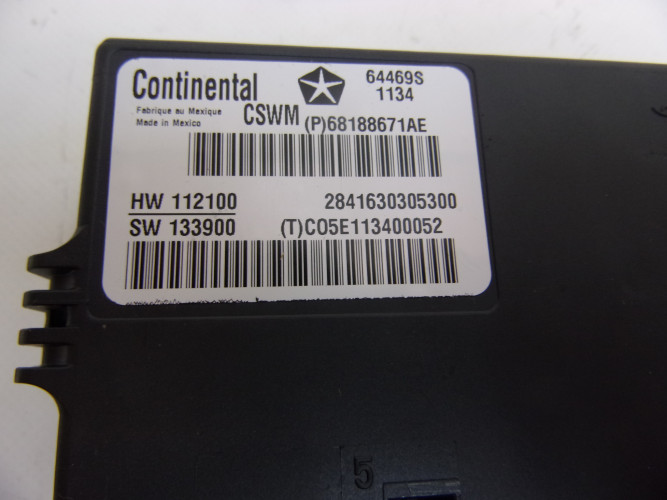 Continental
64469S
1134
Fabrique au Mexique
Made in Mexico
CSWM
(P)68188671AE
HW 112100
2841630305300
SW 133900
(T)C05E113400052
5